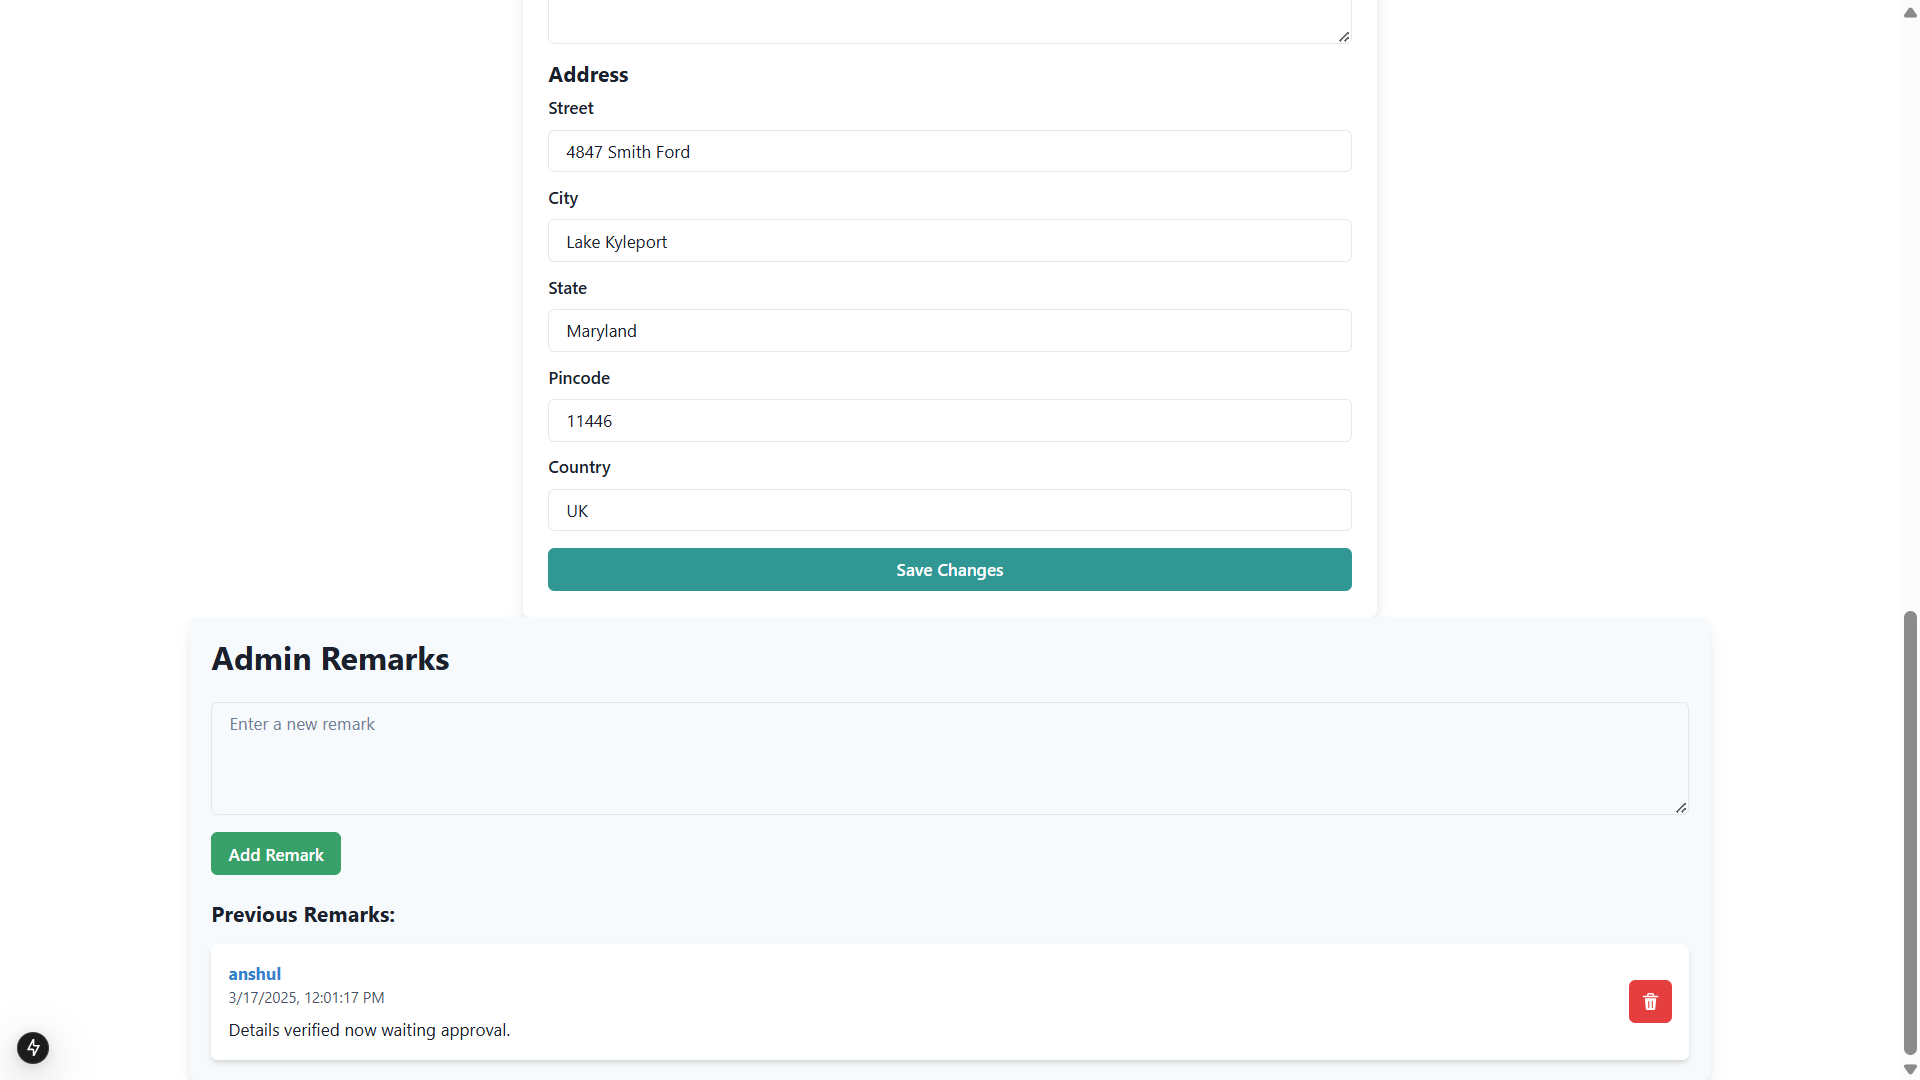 Address
Street
4847 Smith Ford
City
Lake Kyleport
State
Maryland
Pincode
11446
Country
UK
Save Changes
Admin Remarks
Enter a new remark
Add Remark
Previous Remarks:
anshul
3/17/2025, 12:01:17 PM
Details verified now waiting approval.